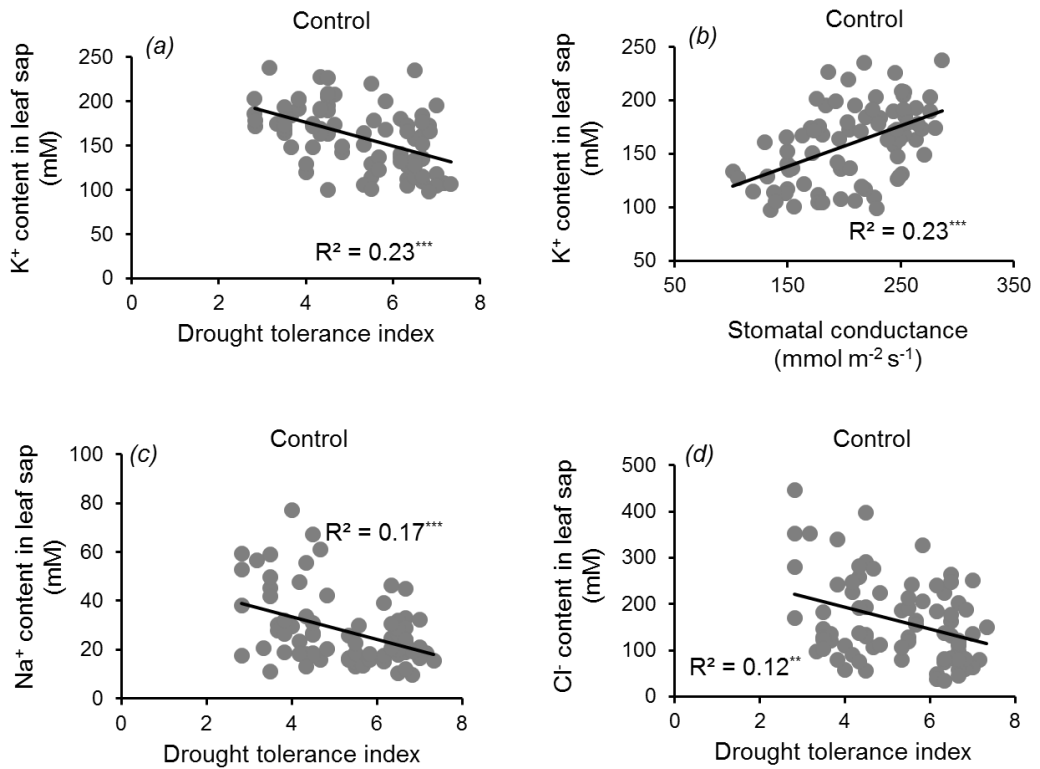 Control
(a)
K⁺ content in leaf sap
(mM)
250
200
150
100
50
0
R² = 0.23***
0 2 4 6 8
Drought tolerance index
Control
(b)
K⁺ content in leaf sap
(mM)
250
200
150
100
50
R² = 0.23***
50 150 250 350
Stomatal conductance
(mmol m⁻² s⁻¹)
Control
(c)
Na⁺ content in leaf sap
(mM)
100
80
60
40
20
0
R² = 0.17***
0 2 4 6 8
Drought tolerance index
Control
(d)
Cl⁻ content in leaf sap
(mM)
500
400
300
200
100
0
R² = 0.12**
0 2 4 6 8
Drought tolerance index